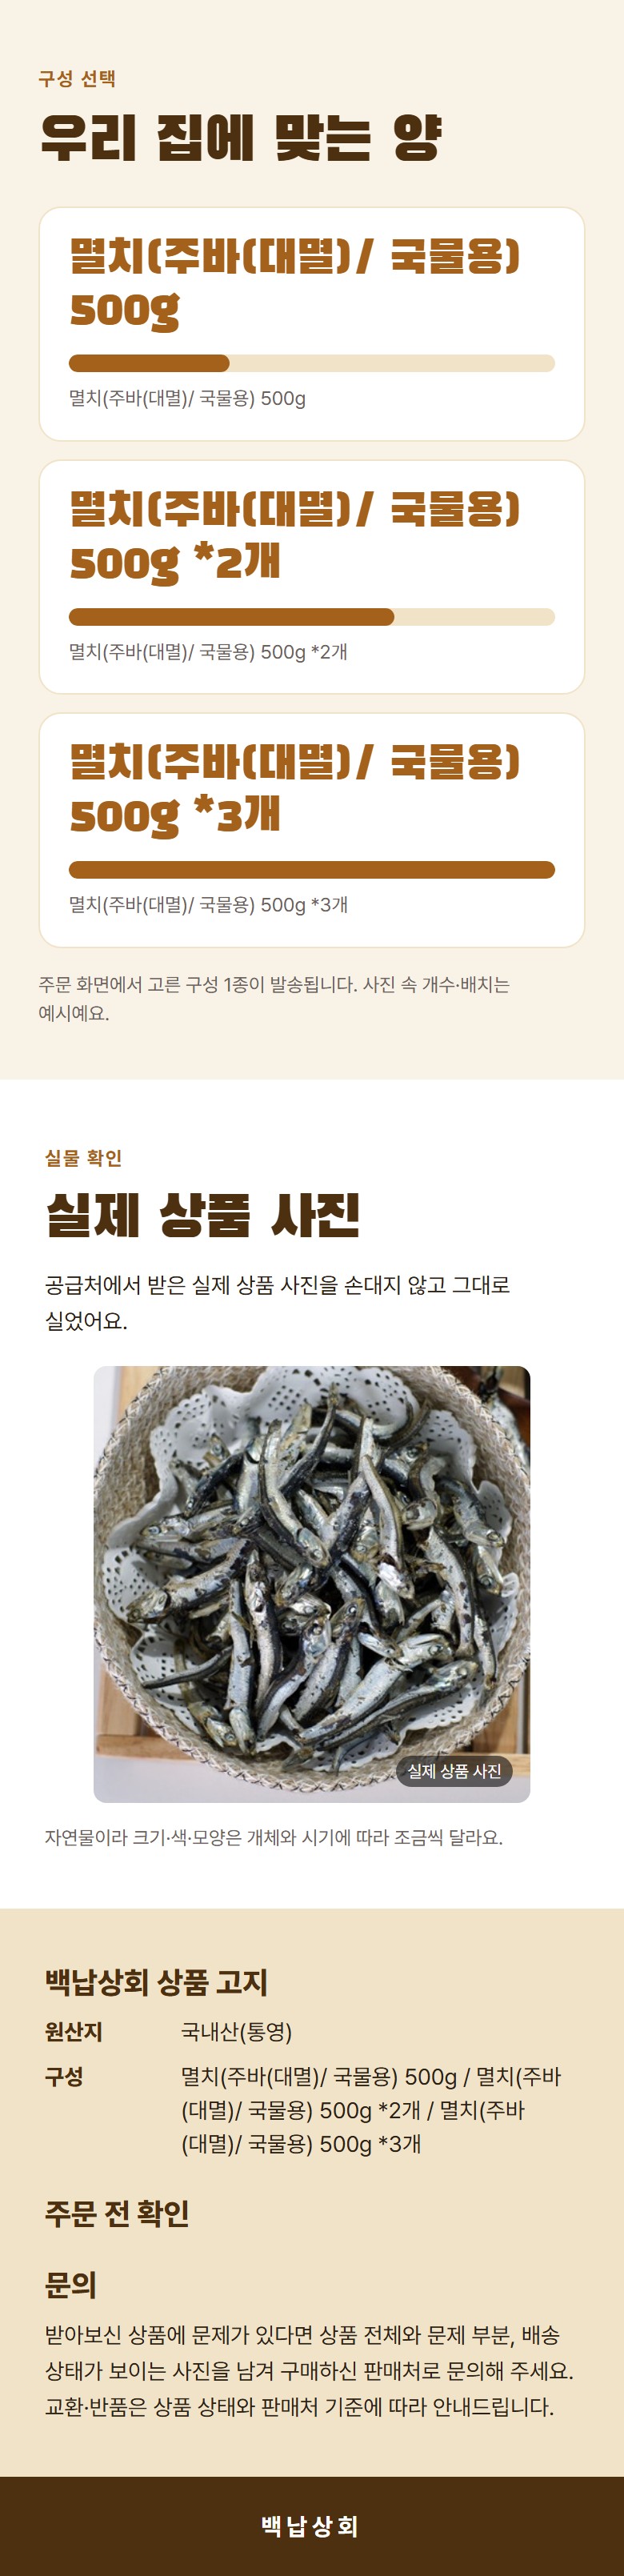 구성 선택
우리 집에 맞는 양
멸치(주바(대멸)/ 국물용)
500g
멸치(주바(대멸)/ 국물용) 500g
멸치(주바(대멸)/ 국물용)
500g *2개
멸치(주바(대멸)/ 국물용) 500g *2개
멸치(주바(대멸)/ 국물용)
500g *3개
멸치(주바(대멸)/ 국물용) 500g *3개
주문 화면에서 고른 구성 1종이 발송됩니다. 사진 속 개수·배치는
예시예요.
실물 확인
실제 상품 사진
공급처에서 받은 실제 상품 사진을 손대지 않고 그대로
실었어요.
실제 상품 사진
자연물이라 크기·색·모양은 개체와 시기에 따라 조금씩 달라요.
백납상회 상품 고지
원산지 국내산(통영)
구성 멸치(주바(대멸)/ 국물용) 500g / 멸치(주바
(대멸)/ 국물용) 500g *2개 / 멸치(주바
(대멸)/ 국물용) 500g *3개
주문 전 확인
문의
받아보신 상품에 문제가 있다면 상품 전체와 문제 부분, 배송
상태가 보이는 사진을 남겨 구매하신 판매처로 문의해 주세요.
교환·반품은 상품 상태와 판매처 기준에 따라 안내드립니다.
백납상회